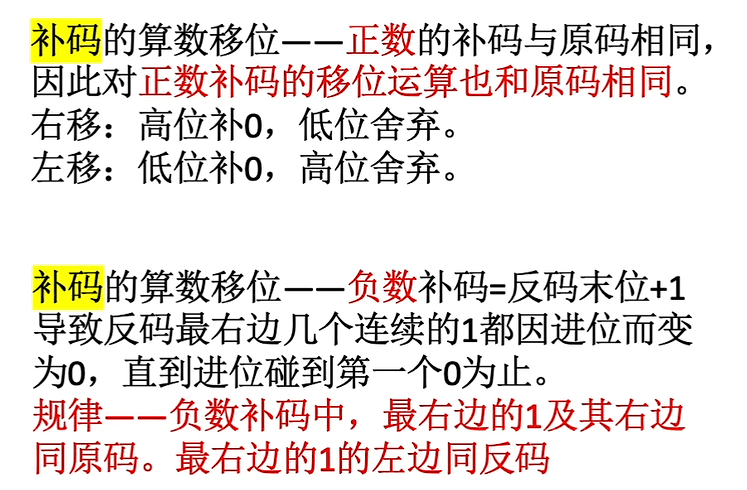 补码的算数移位——正数的补码与原码相同，
因此对正数补码的移位运算也和原码相同。
右移：高位补0，低位舍弃。
左移：低位补0，高位舍弃。
补码的算数移位——负数补码=反码末位+1
导致反码最右边几个连续的1都因进位而变
为0，直到进位碰到第一个0为止。
规律——负数补码中，最右边的1及其右边
同原码。最右边的1的左边同反码